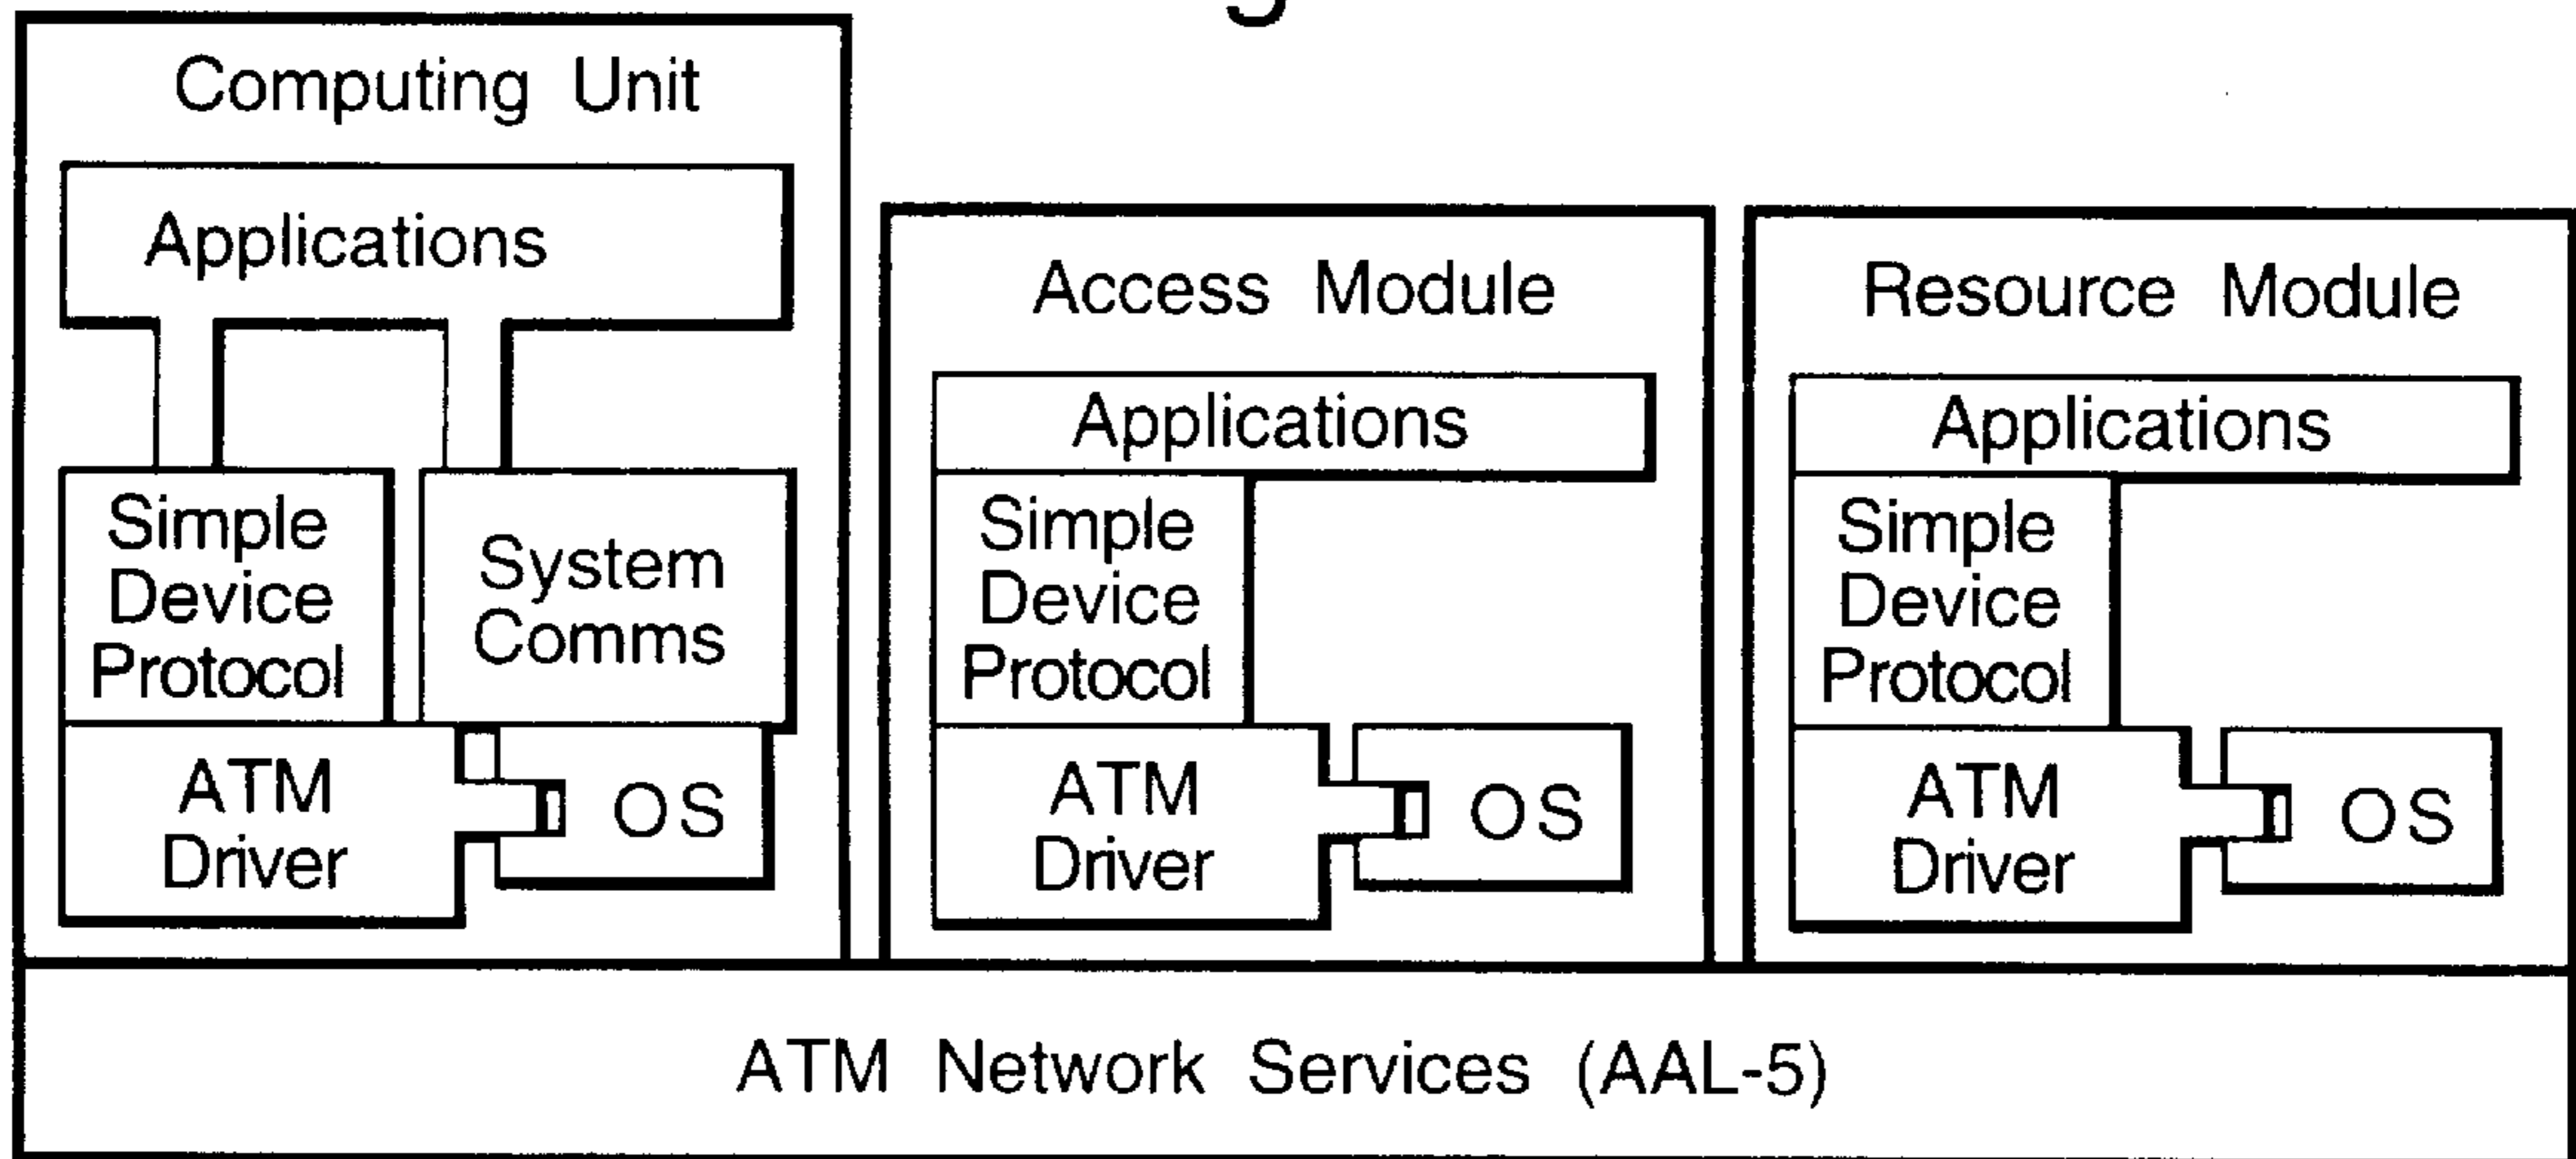 Computing Unit
Applications
Simple
Device
Protocol
System
Comms
ATM
Driver
OS
Access Module
Applications
Simple
Device
Protocol
ATM
Driver
OS
Resource Module
Applications
Simple
Device
Protocol
ATM
Driver
OS
ATM Network Services (AAL-5)